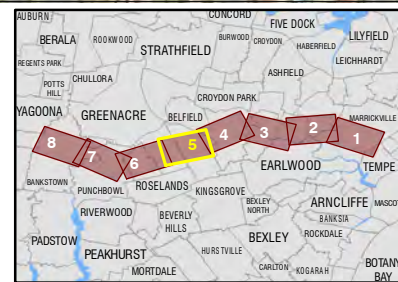 AUBURN
CONCORD
FIVE DOCK
BERALA
ROOKWOOD
STRATHFIELD
BURWOOD
CROYDON
HABERFIELD
LILYFIELD
REGENTS PARK
LEICHHARDT
CHULLORA
ASHFIELD
POTTS
HILL
CROYDON PARK
YAGOONA
GREENACRE
BELFIELD
MARRICKVILLE
8
7
6
5
4
3
2
1
EARLWOOD
TEMPE
BANKSTOWN
PUNCHBOWL
ROSELANDS
KINGSGROVE
RIVERWOOD
BEXLEY
NORTH
ARNCLIFFE
MASCOT
BEVERLY
HILLS
BANKSIA
ROCKDALE
PADSTOW
BEXLEY
PEAKHURST
HURSTVILLE
BOTANY
BAY
MORTDALE
CARLTON
KOGARAH